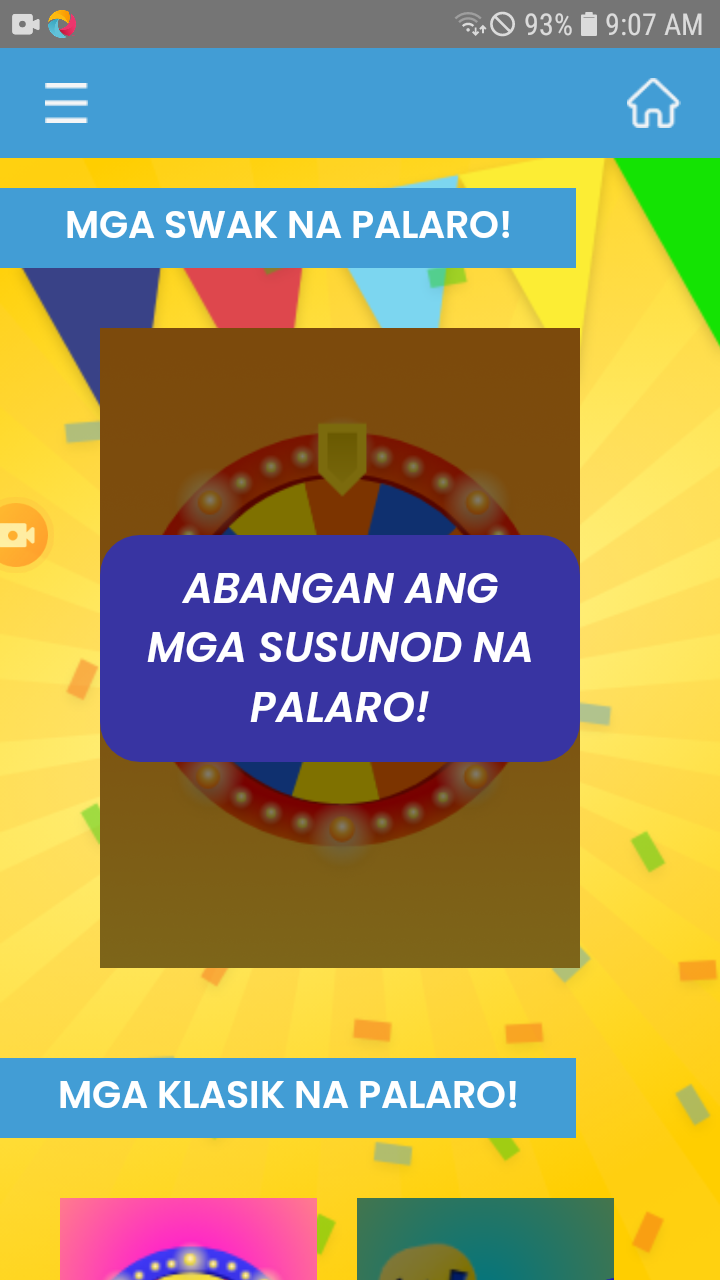 93% 9:07 AM
MGA SWAK NA PALARO!
ABANGAN ANG
MGA SUSUNOD NA
PALARO!
MGA KLASIK NA PALARO!